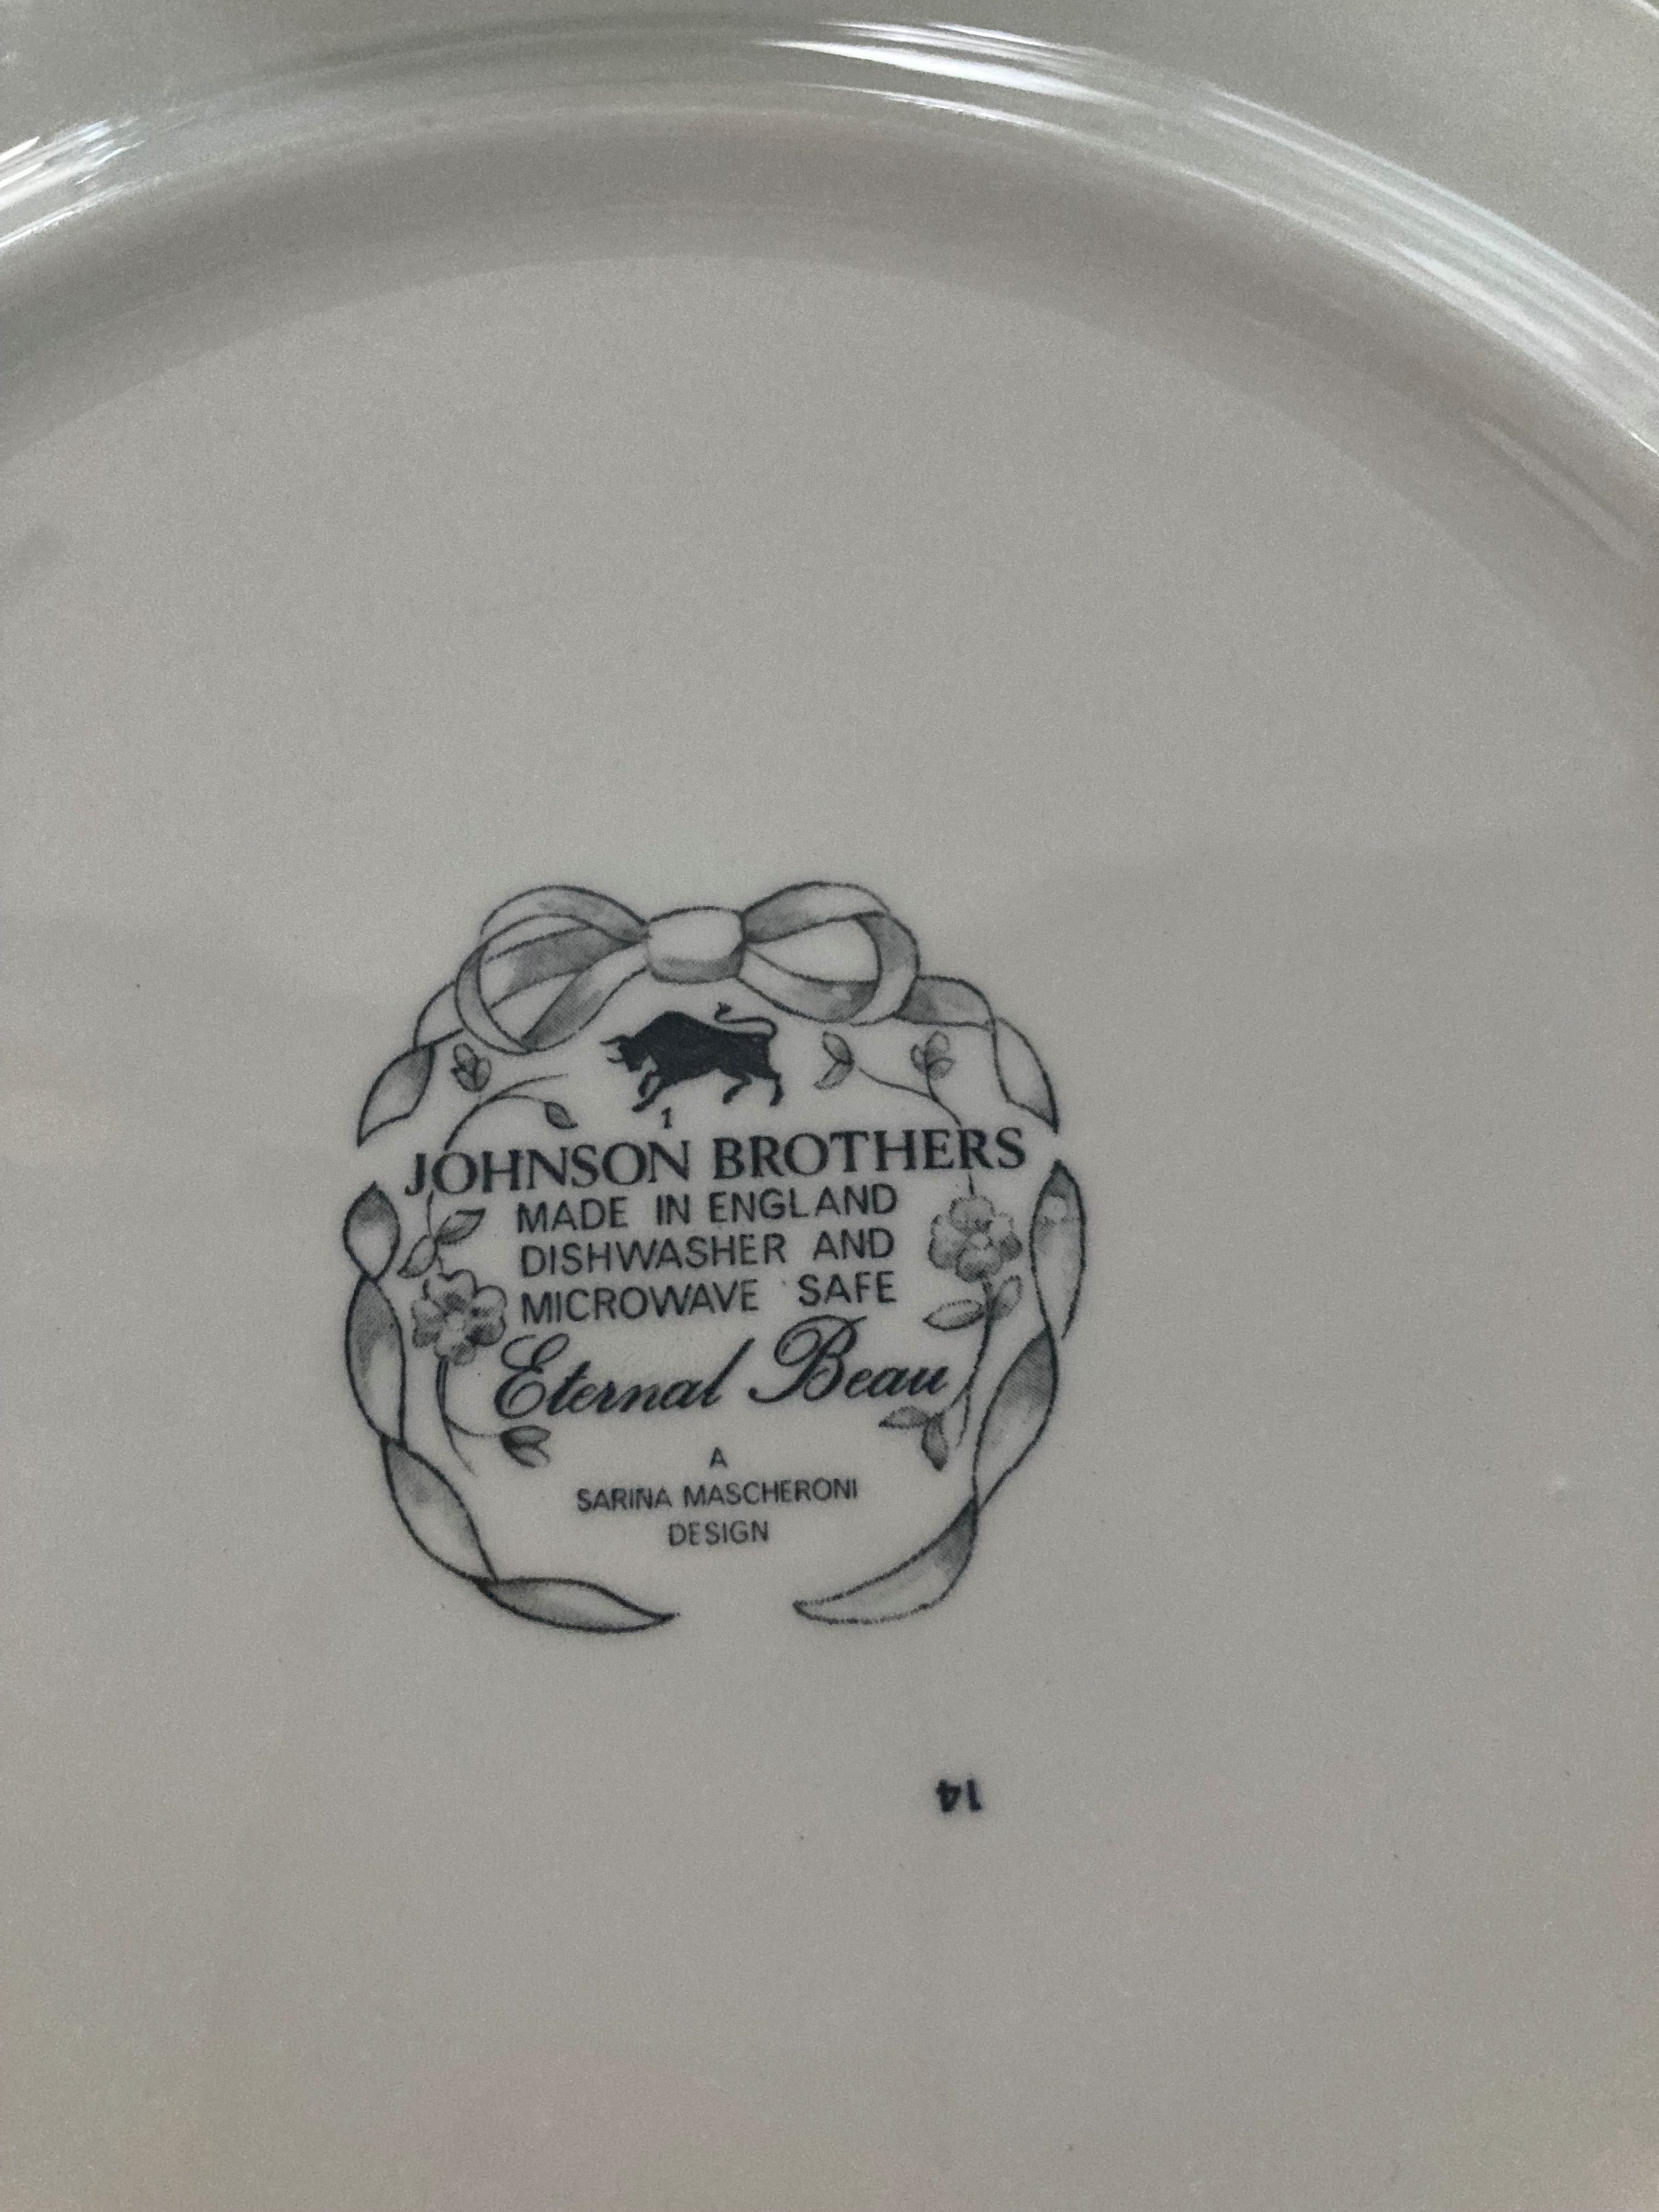 1
JOHNSON BROTHERS
MADE IN ENGLAND
DISHWASHER AND
MICROWAVE SAFE
Eternal Beau
A
SARINA MASCHERONI
DESIGN
14